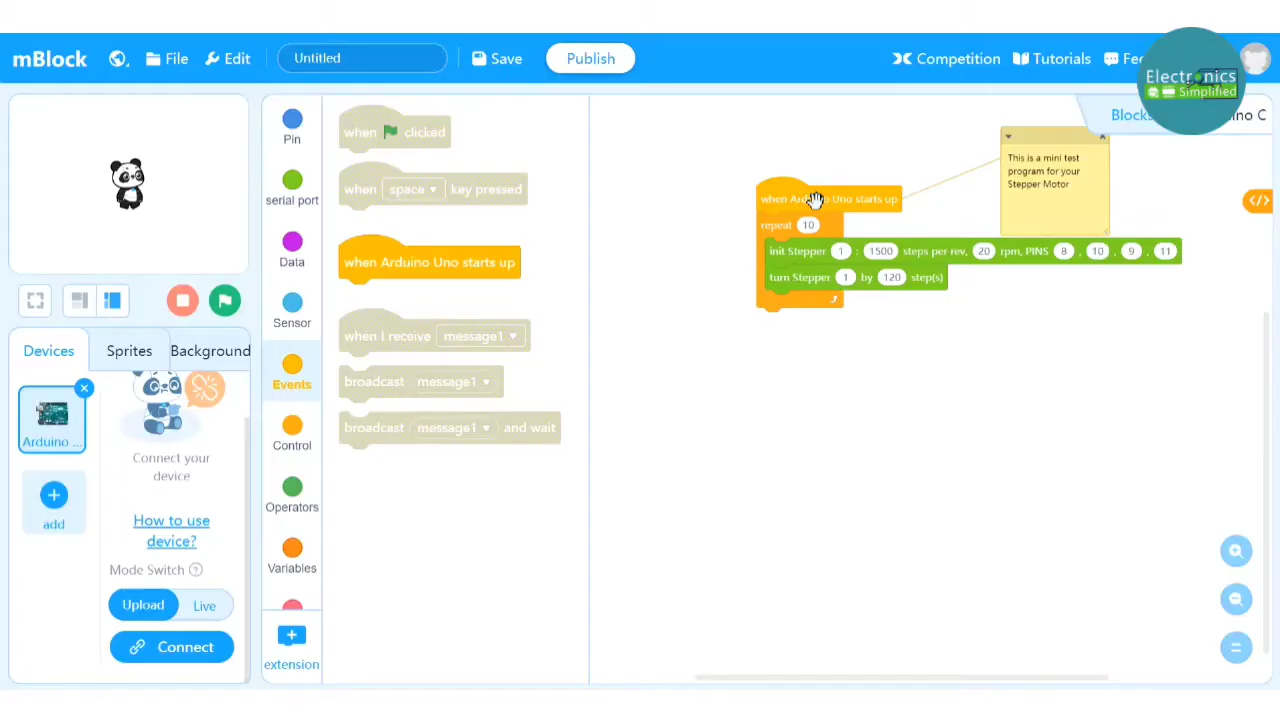 mBlock
File
Edit
Untitled
Save
Publish
Competition
Tutorials
Electronics
Simplified
Pin
serial port
Data
Sensor
Events
Control
Operators
Variables
extension
when clicked
when space key pressed
when Arduino Uno starts up
when I receive message1
broadcast message1
broadcast message1 and wait
when Uno starts up
repeat 10
init Stepper 1 : 1500 steps per rev, 20 rpm, PINS 8 , 10 , 9 , 11
turn Stepper 1 by 120 step(s)
This is a mini test
program for your
Stepper Motor
Devices
Sprites
Background
Arduino ...
add
Connect your
device
How to use
device?
Mode Switch ?
Upload
Live
Connect